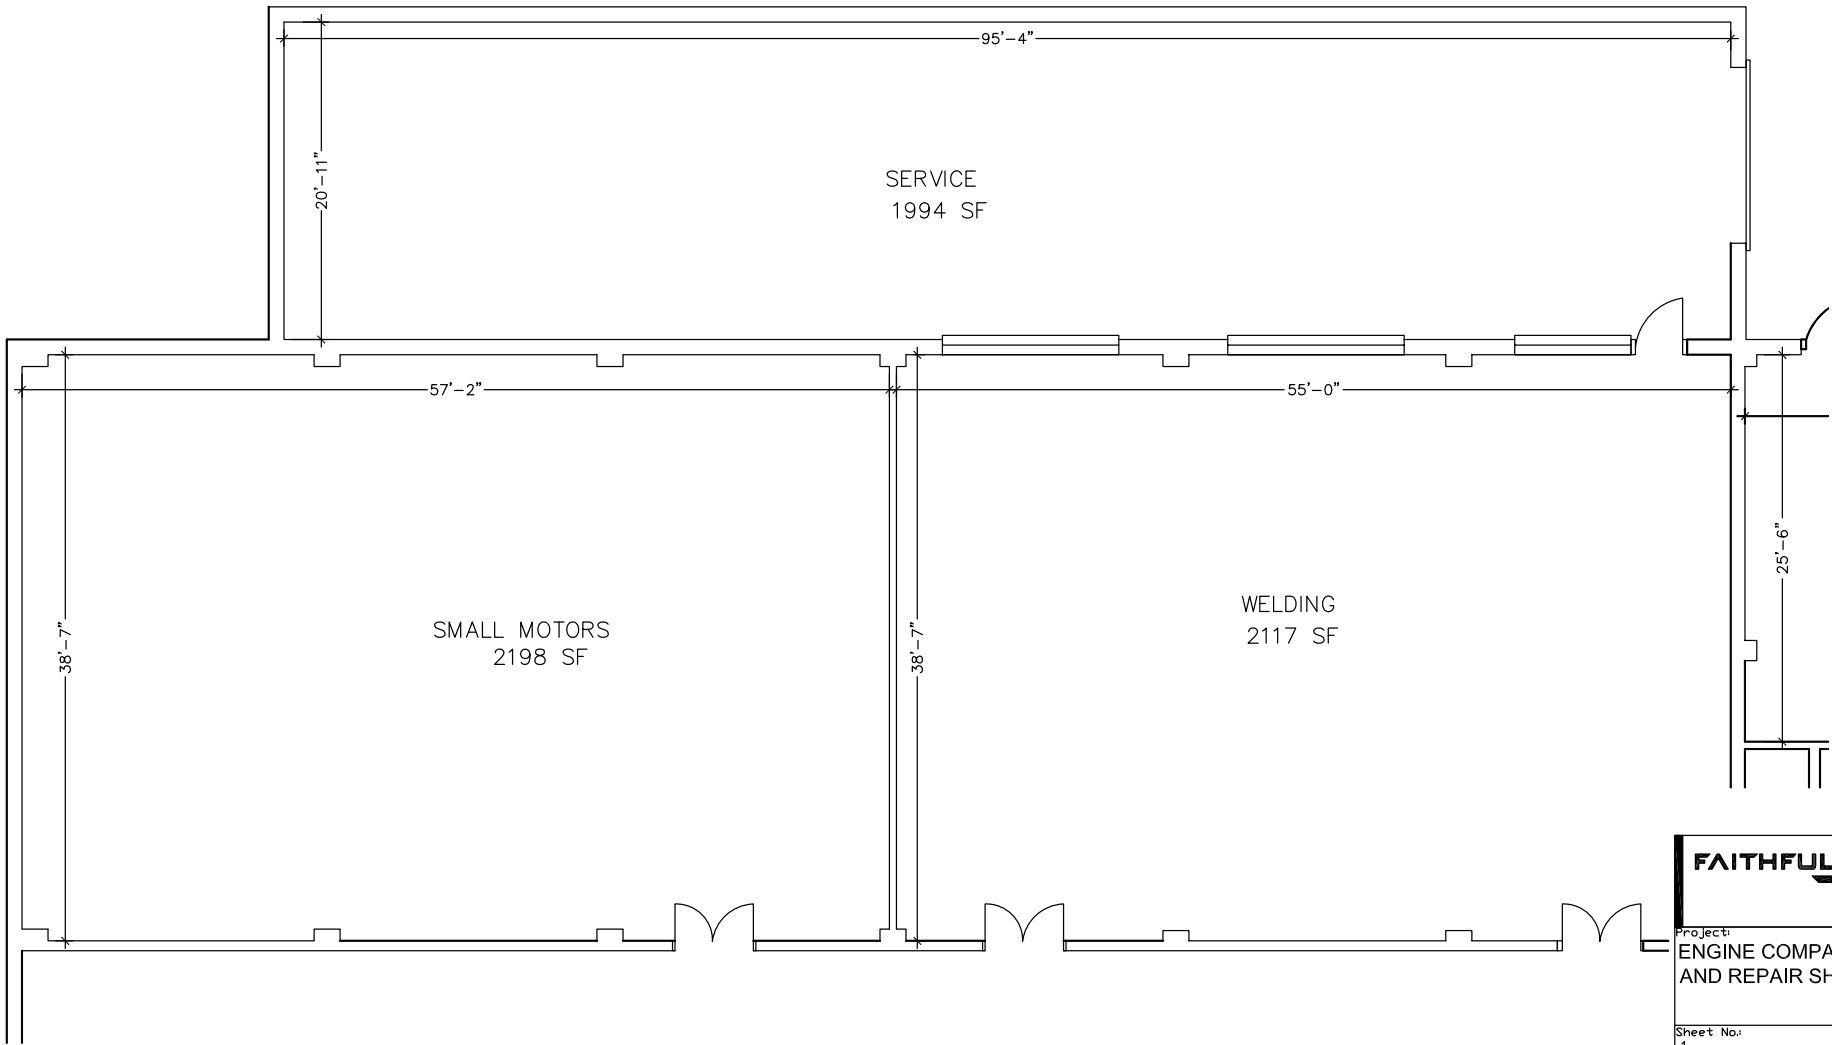 95'-4"
20'-11"
SERVICE
1994 SF
57'-2"
55'-0"
38'-7"
SMALL MOTORS
2198 SF
38'-7"
WELDING
2117 SF
25'-6"
FAITHFUL
Project:
ENGINE COMPA
AND REPAIR SH
Sheet No.: